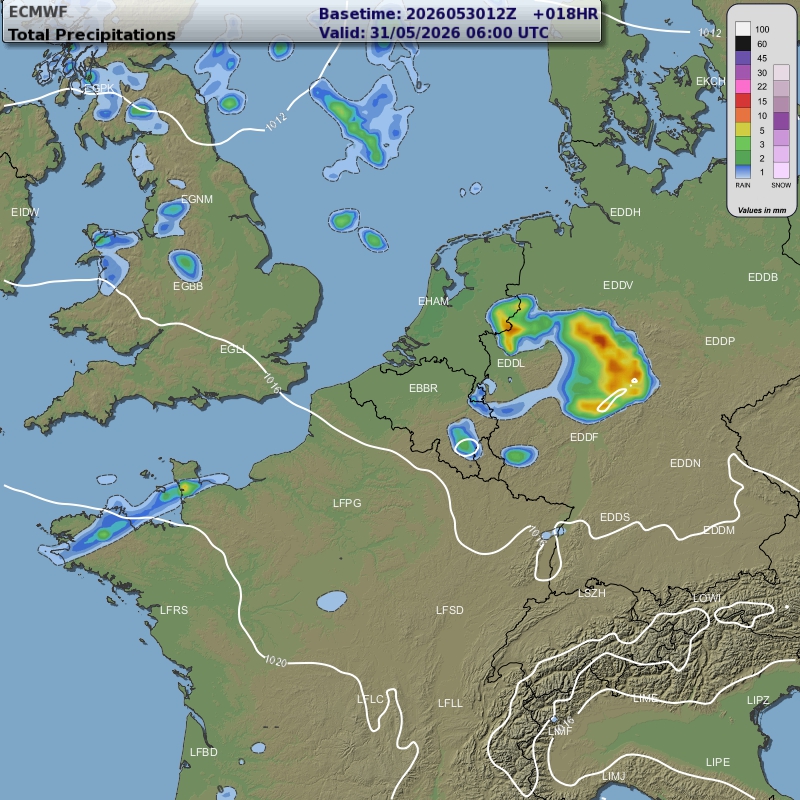 ECMWF
Basetime: 2026053012Z +018HR
Total Precipitations
Valid: 31/05/2026 06:00 UTC
100
60
45
30
22
15
10
5
3
2
1
RAIN
SNOW
Values in mm
1012
EKCH
EGPK
1012
EIDW
EGNM
EDDH
EGBB
EDDV
EDDB
EHAM
EDDP
EGLL
EDDL
1016
EBBR
EDDF
EDDN
LFPG
EDDS
EDDM
LSZH
LOWI
LFRS
LFSD
1020
LFLC
LFLL
LIME
LIPZ
LIMF
LFBD
LIPE
LIMJ